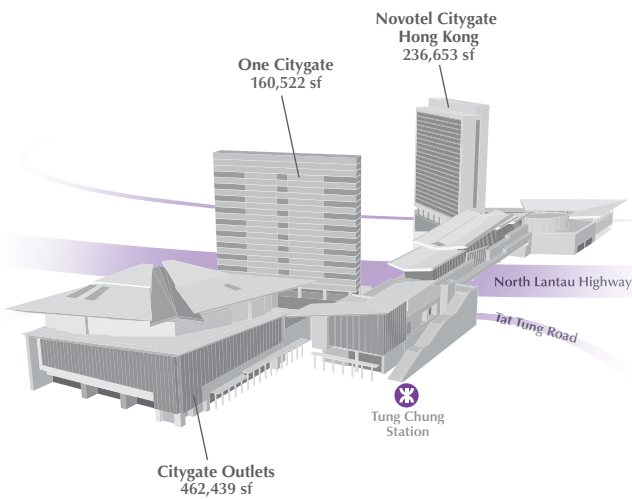 Novotel Citygate
Hong Kong
236,653 sf
One Citygate
160,522 sf
North Lantau Highway
Tat Tung Road
Tung Chung
Station
Citygate Outlets
462,439 sf